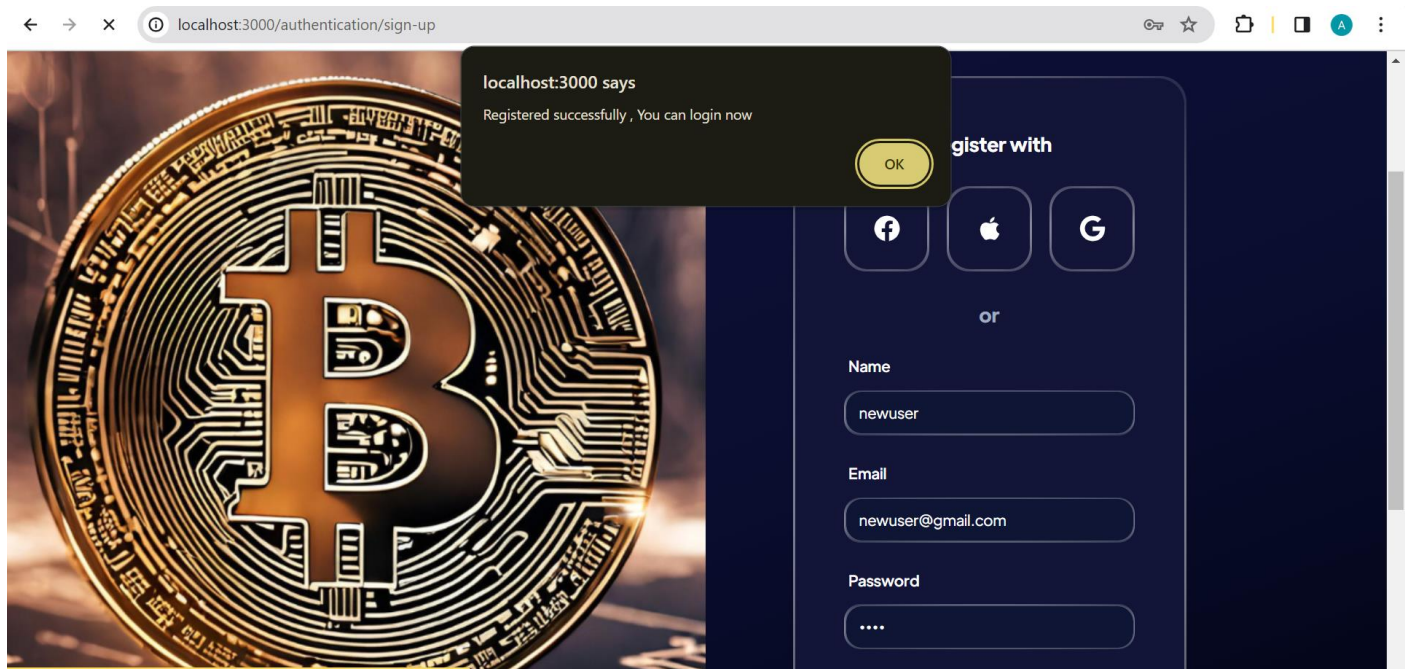 localhost:3000/authentication/sign-up
A
localhost:3000 says
Registered successfully , You can login now
OK
gister with
or
Name
newuser
Email
newuser@gmail.com
Password
••••